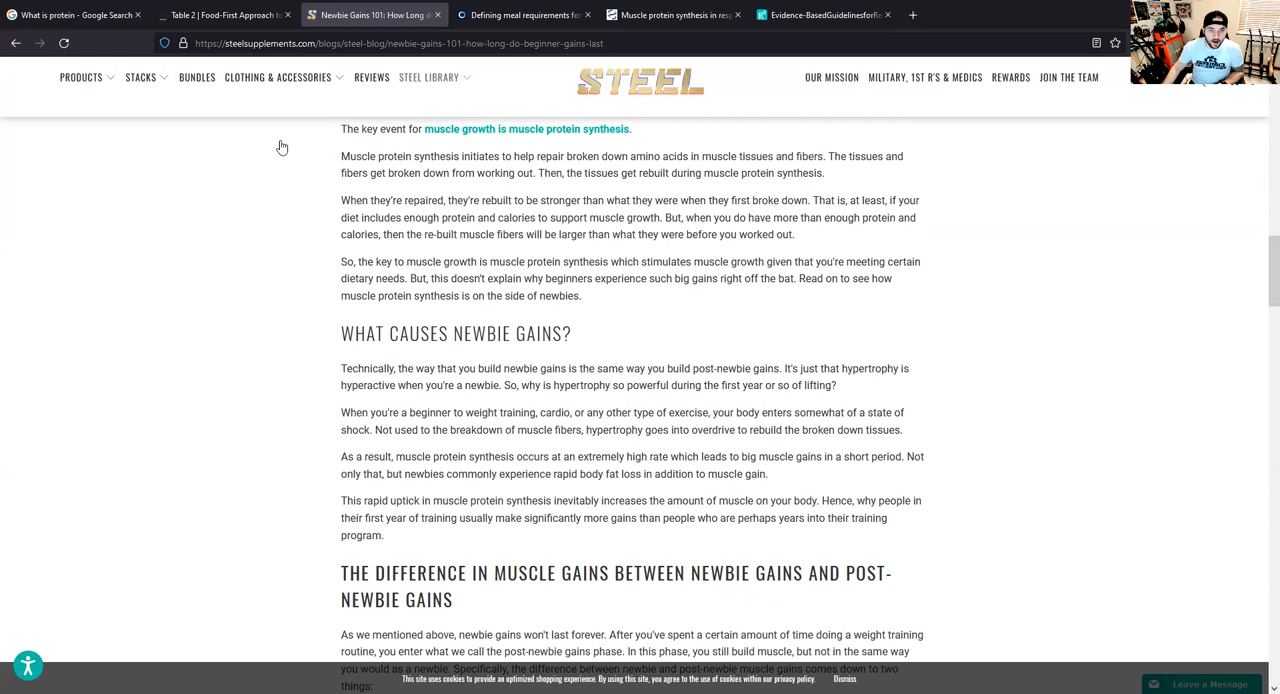 What is protein - Google Search
Table 2 | Food-First Approach to
Newbie Gains 101: How Long d
Defining meal requirements for
Muscle protein synthesis in resp
Evidence-BasedGuidelinesforRe
https://steelsupplements.com/blogs/steel-blog/newbie-gains-101-how-long-do-beginner-gains-last
PRODUCTS STACKS BUNDLES CLOTHING & ACCESSORIES REVIEWS STEEL LIBRARY STEEL OUR MISSION MILITARY, 1ST R'S & MEDICS REWARDS JOIN THE TEAM
The key event for muscle growth is muscle protein synthesis.
Muscle protein synthesis initiates to help repair broken down amino acids in muscle tissues and fibers. The tissues and
fibers get broken down from working out. Then, the tissues get rebuilt during muscle protein synthesis.
When they're repaired, they're rebuilt to be stronger than what they were when they first broke down. That is, at least, if your
diet includes enough protein and calories to support muscle growth. But, when you do have more than enough protein and
calories, then the re-built muscle fibers will be larger than what they were before you worked out.
So, the key to muscle growth is muscle protein synthesis which stimulates muscle growth given that you're meeting certain
dietary needs. But, this doesn't explain why beginners experience such big gains right off the bat. Read on to see how
muscle protein synthesis is on the side of newbies.
WHAT CAUSES NEWBIE GAINS?
Technically, the way that you build newbie gains is the same way you build post-newbie gains. It's just that hypertrophy is
hyperactive when you're a newbie. So, why is hypertrophy so powerful during the first year or so of lifting?
When you're a beginner to weight training, cardio, or any other type of exercise, your body enters somewhat of a state of
shock. Not used to the breakdown of muscle fibers, hypertrophy goes into overdrive to rebuild the broken down tissues.
As a result, muscle protein synthesis occurs at an extremely high rate which leads to big muscle gains in a short period. Not
only that, but newbies commonly experience rapid body fat loss in addition to muscle gain.
This rapid uptick in muscle protein synthesis inevitably increases the amount of muscle on your body. Hence, why people in
their first year of training usually make significantly more gains than people who are perhaps years into their training
program.
THE DIFFERENCE IN MUSCLE GAINS BETWEEN NEWBIE GAINS AND POST-
NEWBIE GAINS
As we mentioned above, newbie gains won't last forever. After you've spent a certain amount of time doing a weight training
routine, you enter what we call the post-newbie gains phase. In this phase, you still build muscle, but not in the same way
you would as a newbie. Specifically, the difference between newbie and post-newbie muscle gains comes down to two
things:
This site uses cookies to provide an optimized shopping experience. By using this site, you agree to the use of cookies within our privacy policy. Dismiss
Leave a Message